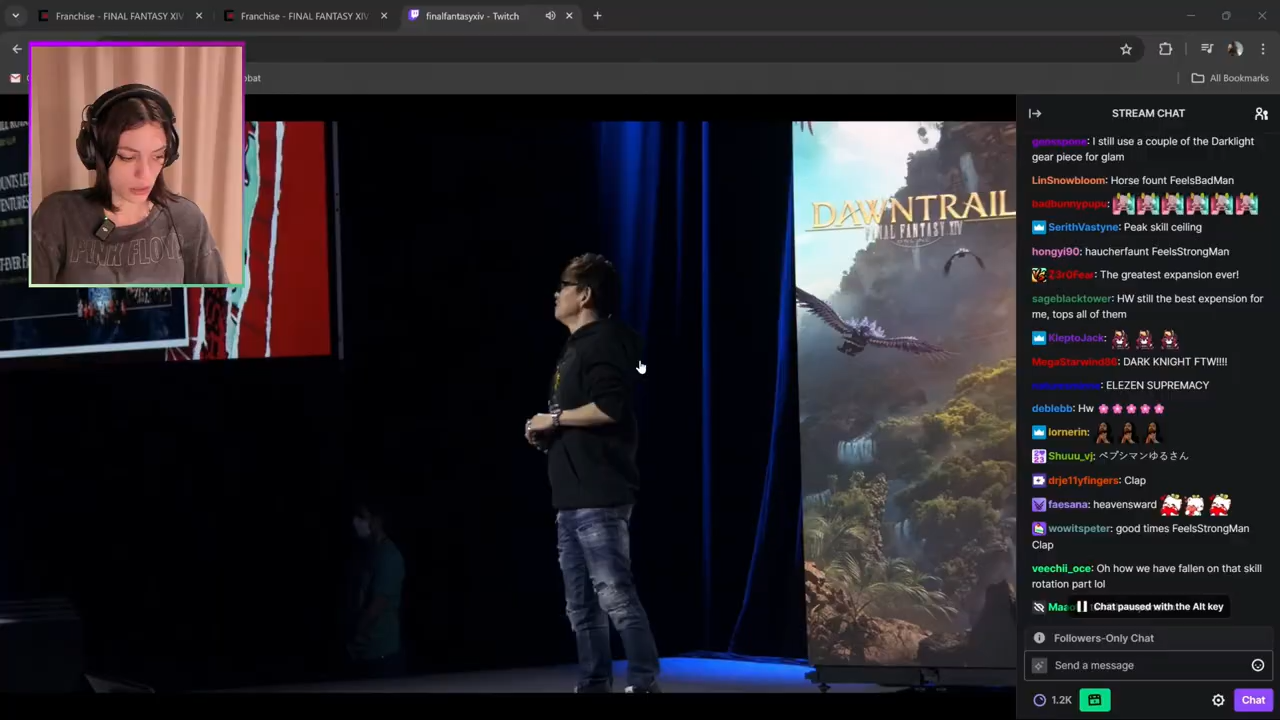 Franchise - FINAL FANTASY XIV
Franchise - FINAL FANTASY XIV
finalfantasyxiv - Twitch
All Bookmarks
PINK FLOYD
DAWNTRAIL
FINAL FANTASY XIV
STREAM CHAT
gensspone: I still use a couple of the Darklight
gear piece for glam
LinSnowbloom: Horse fount FeelsBadMan
badbunnypupu:
SerithVastyne: Peak skill ceiling
hongyi90: haucherfaunt FeelsStrongMan
Z3r0Fear: The greatest expansion ever!
sageblacktower: HW still the best expension for
me, tops all of them
KleptoJack:
MegaStarwind86: DARK KNIGHT FTW!!!!
: ELEZEN SUPREMACY
deblebb: Hw
lornerin:
Shuuu_vj: ペプシマンゆるさん
drje11yfingers: Clap
faesana: heavensward
wowitspeter: good times FeelsStrongMan
Clap
veechii_oce: Oh how we have fallen on that skill
rotation part lol
Chat paused with the Alt key
Followers-Only Chat
Send a message
1.2K
Chat